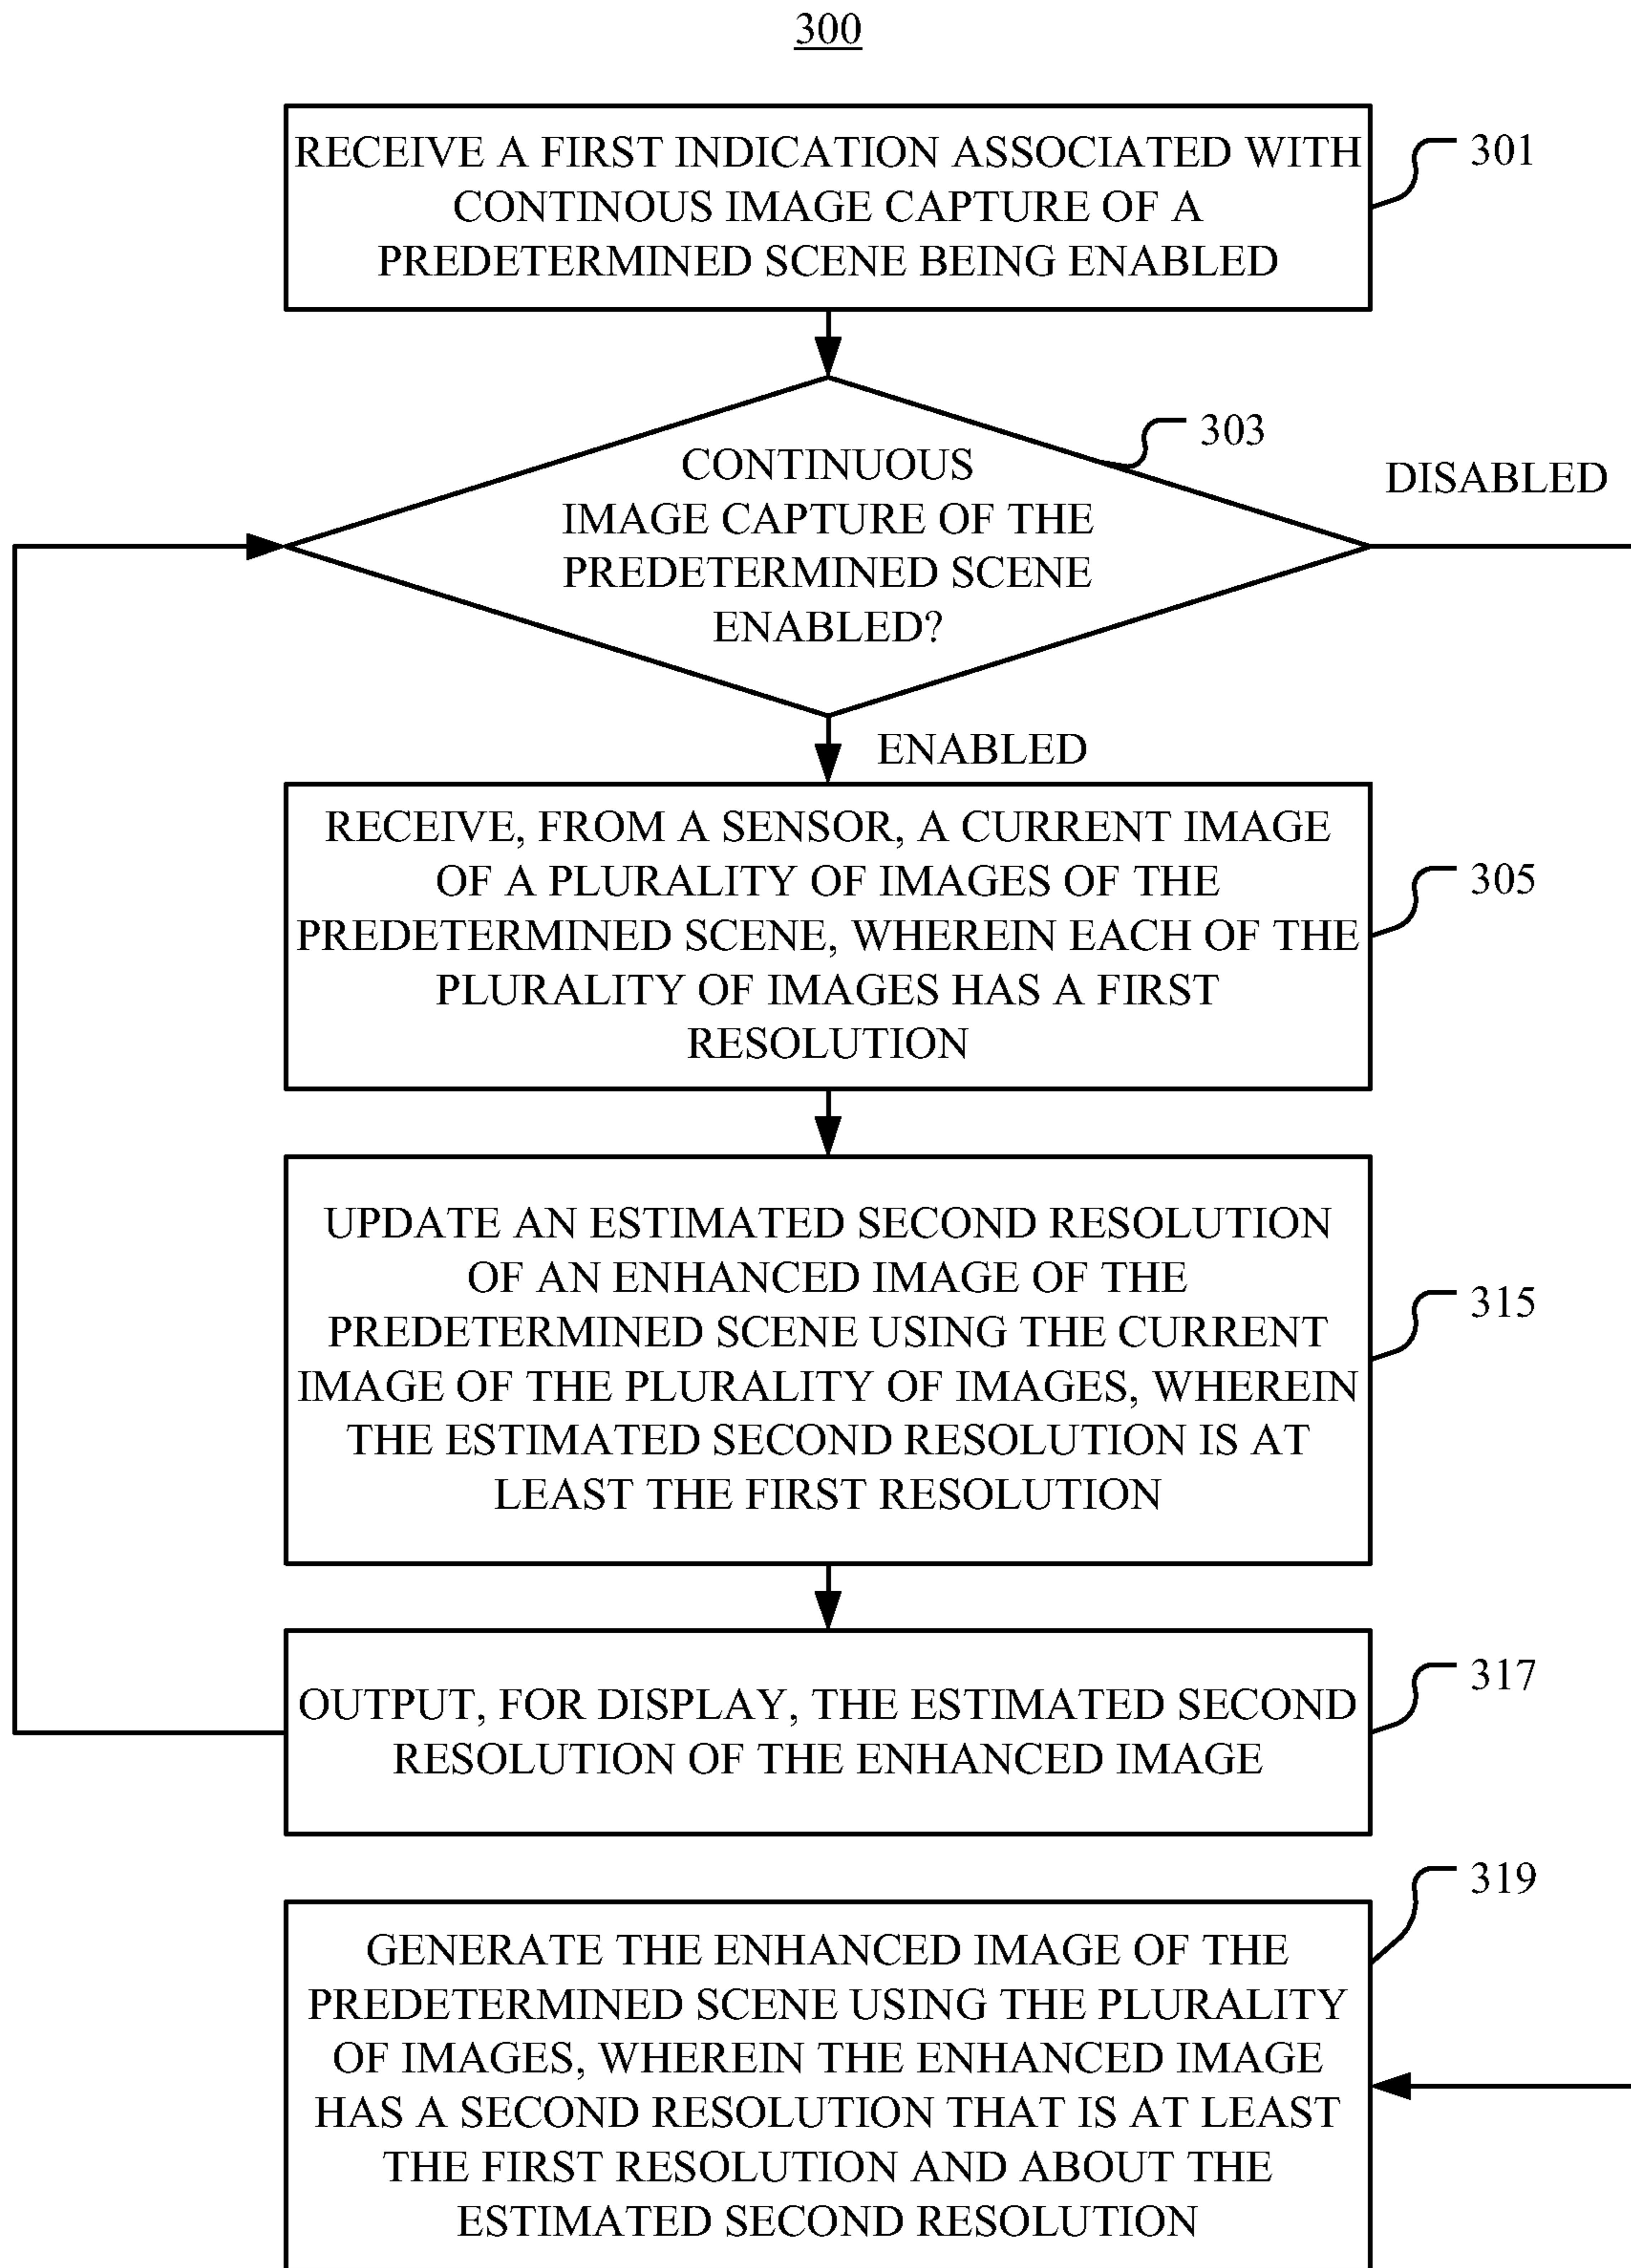 300
RECEIVE A FIRST INDICATION ASSOCIATED WITH
CONTINOUS IMAGE CAPTURE OF A
PREDETERMINED SCENE BEING ENABLED
301
303
CONTINUOUS
IMAGE CAPTURE OF THE
PREDETERMINED SCENE
ENABLED?
DISABLED
ENABLED
RECEIVE, FROM A SENSOR, A CURRENT IMAGE
OF A PLURALITY OF IMAGES OF THE
PREDETERMINED SCENE, WHEREIN EACH OF THE
PLURALITY OF IMAGES HAS A FIRST
RESOLUTION
305
UPDATE AN ESTIMATED SECOND RESOLUTION
OF AN ENHANCED IMAGE OF THE
PREDETERMINED SCENE USING THE CURRENT
IMAGE OF THE PLURALITY OF IMAGES, WHEREIN
THE ESTIMATED SECOND RESOLUTION IS AT
LEAST THE FIRST RESOLUTION
315
OUTPUT, FOR DISPLAY, THE ESTIMATED SECOND
RESOLUTION OF THE ENHANCED IMAGE
317
GENERATE THE ENHANCED IMAGE OF THE
PREDETERMINED SCENE USING THE PLURALITY
OF IMAGES, WHEREIN THE ENHANCED IMAGE
HAS A SECOND RESOLUTION THAT IS AT LEAST
THE FIRST RESOLUTION AND ABOUT THE
ESTIMATED SECOND RESOLUTION
319